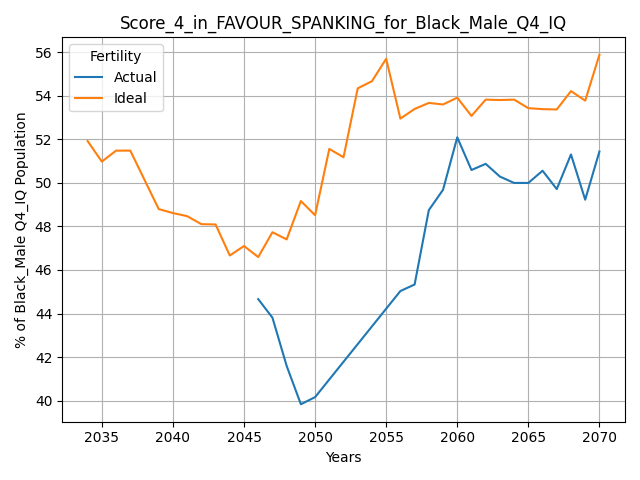 Score_4_in_FAVOUR_SPANKING_for_Black_Male_Q4_IQ
Fertility
Actual
Ideal
% of Black_Male Q4_IQ Population
56
54
52
50
48
46
44
42
40
2035 2040 2045 2050 2055 2060 2065 2070
Years